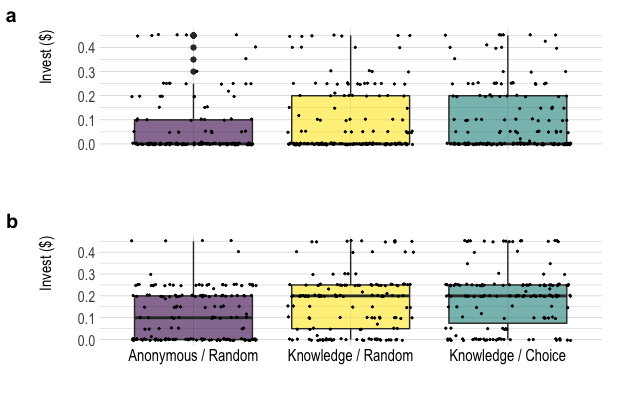 a
Invest ($)
0.4
0.3
0.2
0.1
0.0
b
Invest ($)
0.4
0.3
0.2
0.1
0.0
Anonymous / Random Knowledge / Random Knowledge / Choice